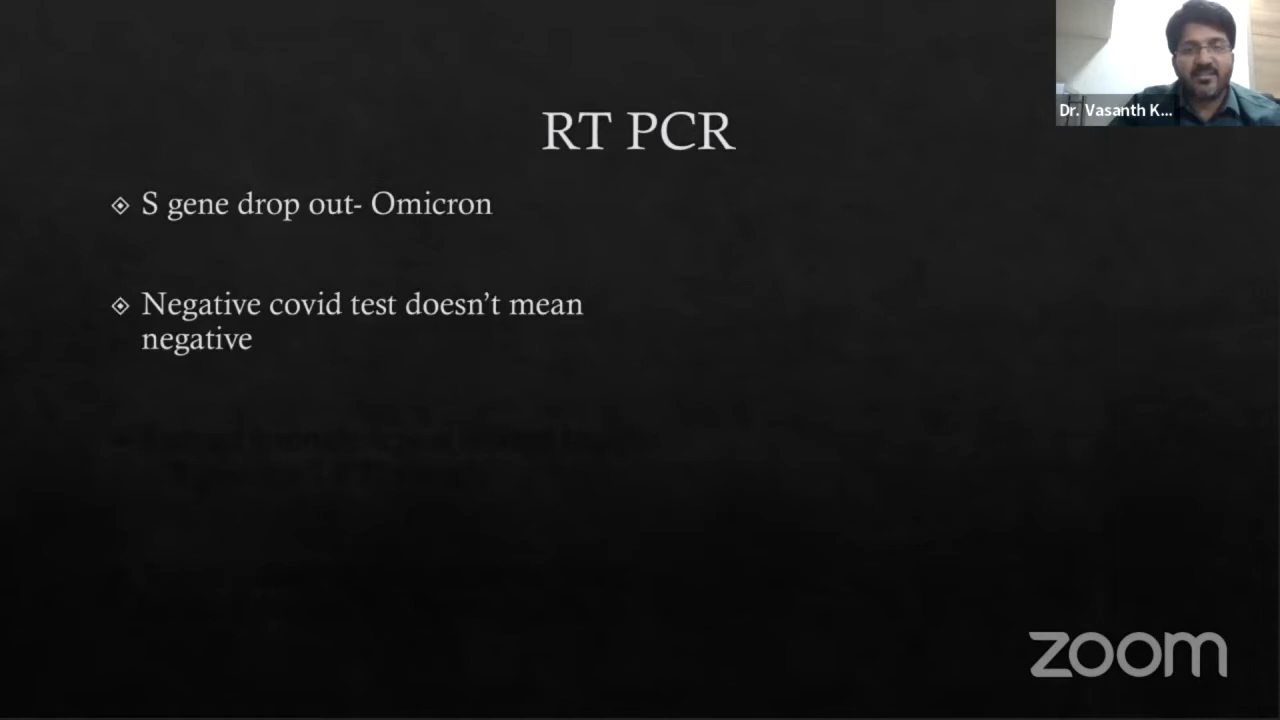 Dr. Vasanth K...
RT PCR
S gene drop out- Omicron
Negative covid test doesn't mean
negative
zoom